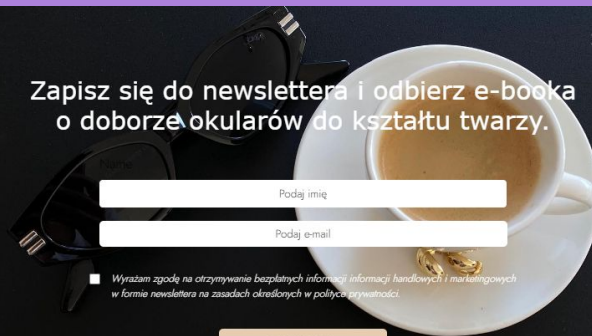 Zapisz się do newslettera i odbierz e-booka
o doborze okularów do kształtu twarzy.
Podaj imię
Podaj e-mail
Wyrażam zgodę na otrzymywanie bezpłatnych informacji informacji handlowych i marketingowych
w formie newslettera na zasadach określonych w polityce prywatności.